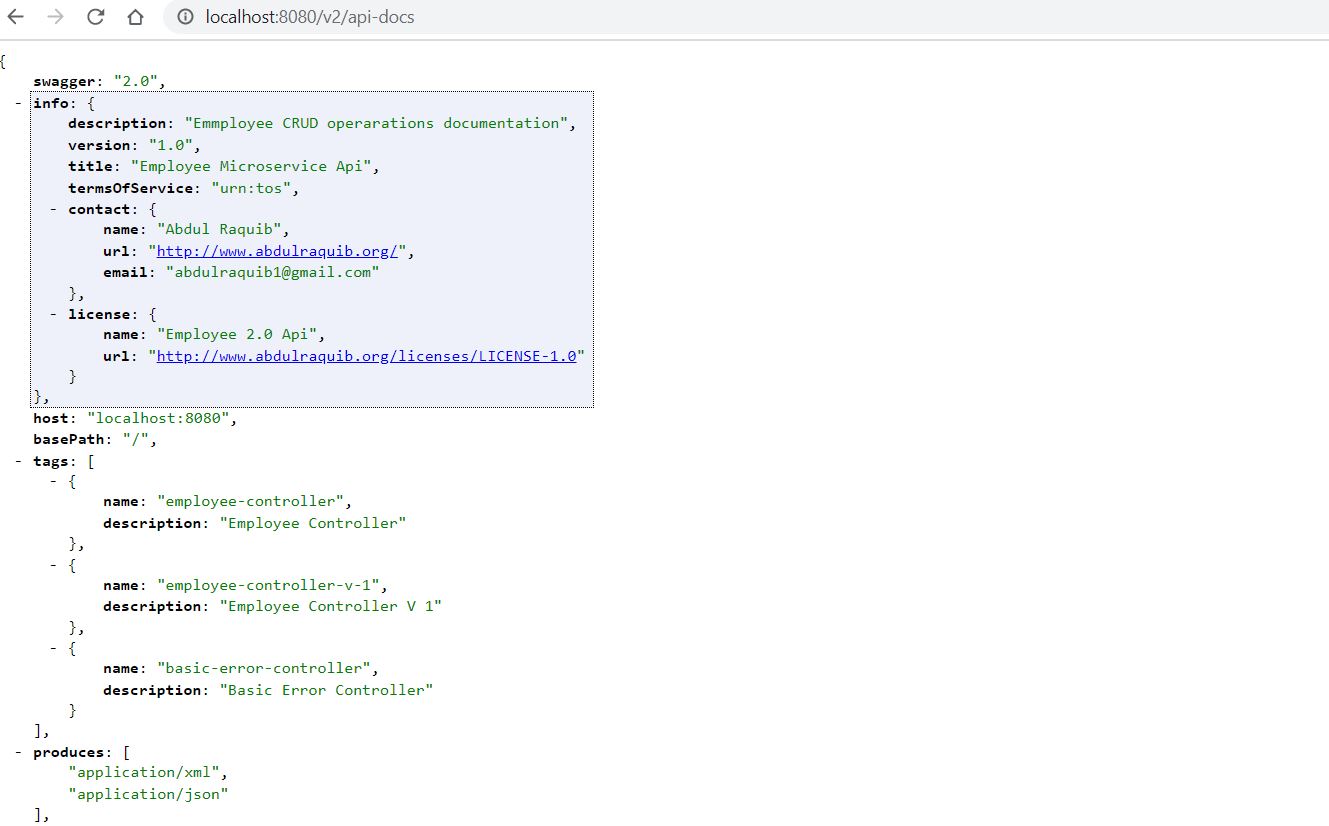 localhost:8080/v2/api-docs
{
swagger: "2.0",
- info: {
description: "Emmployee CRUD operarations documentation",
version: "1.0",
title: "Employee Microservice Api",
termsOfService: "urn:tos",
- contact: {
name: "Abdul Raquib",
url: "http://www.abdulraquib.org/",
email: "abdulraquib1@gmail.com"
},
- license: {
name: "Employee 2.0 Api",
url: "http://www.abdulraquib.org/licenses/LICENSE-1.0"
}
},
host: "localhost:8080",
basePath: "/",
- tags: [
- {
name: "employee-controller",
description: "Employee Controller"
},
- {
name: "employee-controller-v-1",
description: "Employee Controller V 1"
},
- {
name: "basic-error-controller",
description: "Basic Error Controller"
}
],
- produces: [
"application/xml",
"application/json"
],